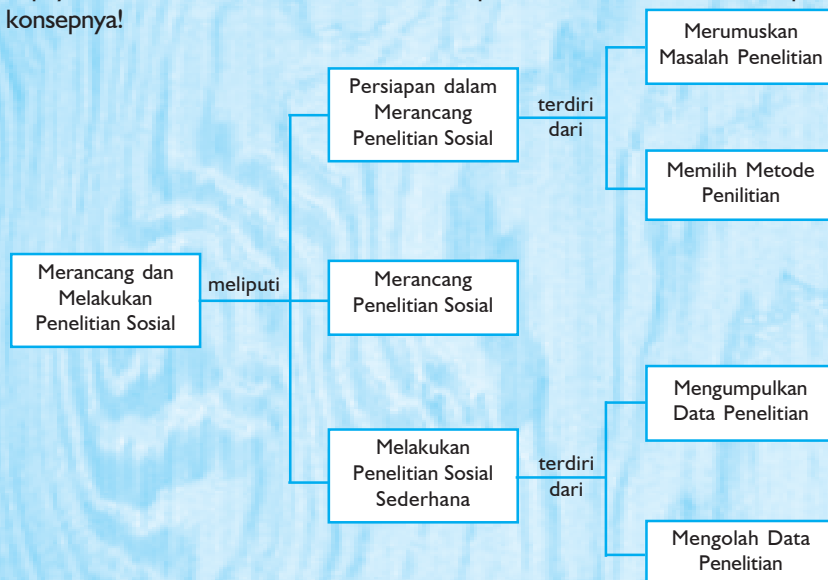 konsepnya!
Merumuskan
Masalah Penelitian
Persiapan dalam
Merancang
Penelitian Sosial
terdiri
dari
Memilih Metode
Penilitian
Merancang dan
Melakukan
Penelitian Sosial
meliputi
Merancang
Penelitian Sosial
Mengumpulkan
Data Penelitian
Melakukan
Penelitian Sosial
Sederhana
terdiri
dari
Mengolah Data
Penelitian